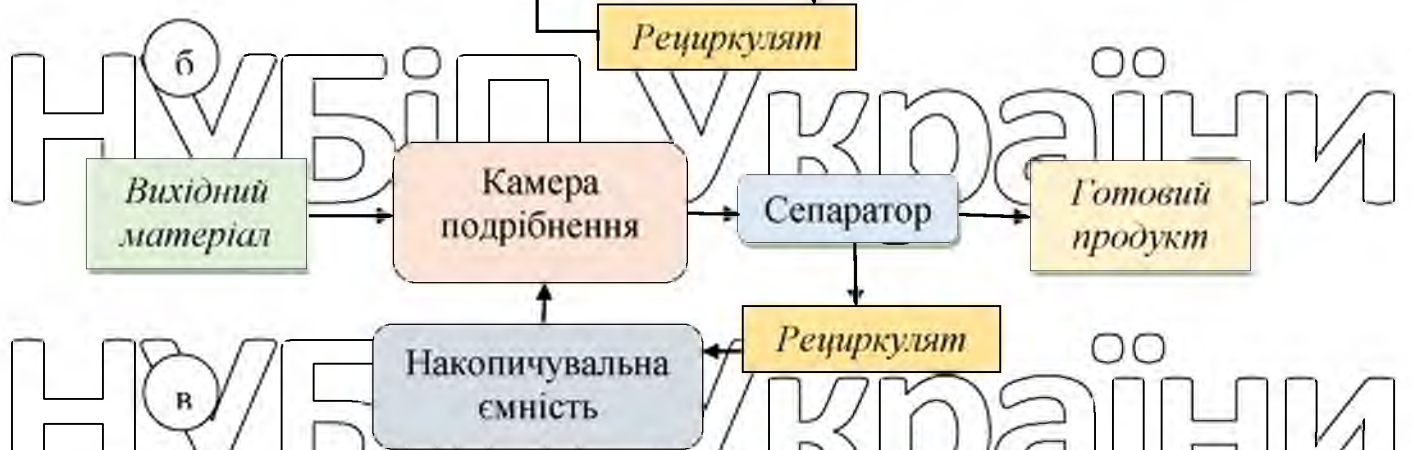 Рециркулят
б
НУБіП України
Вихідний
матеріал
Камера
подрібнення
Сепаратор
Готовий
продукт
Рециркулят
Накопичувальна
ємність
в
НУБіП України